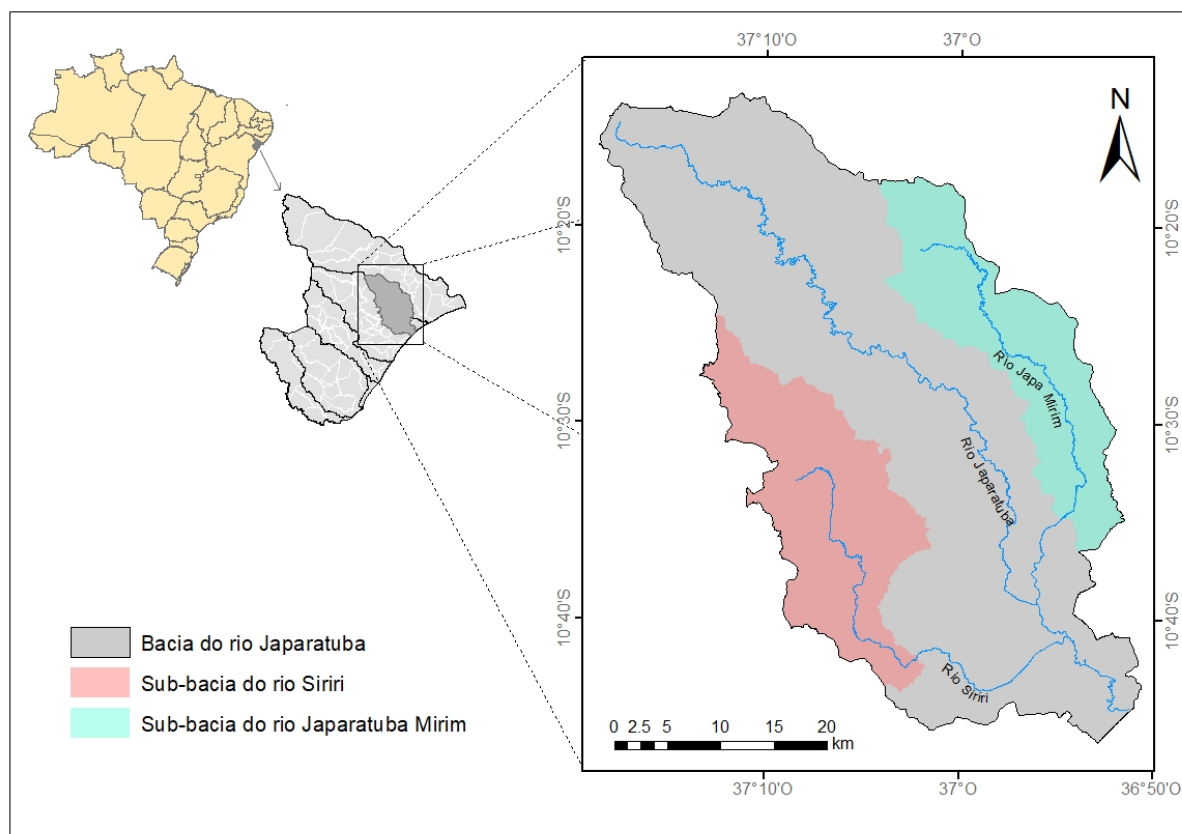 37°10'O
37°O
N
10°20'S
10°30'S
10°40'S
10°20'S
10°30'S
10°40'S
Rio Japa Mirim
Rio Japaratuba
Rio Siriri
Bacia do rio Japaratuba
Sub-bacia do rio Siriri
Sub-bacia do rio Japaratuba Mirim
0 2.5 5 10 15 20
km
37°10'O
37°O
36°50'O